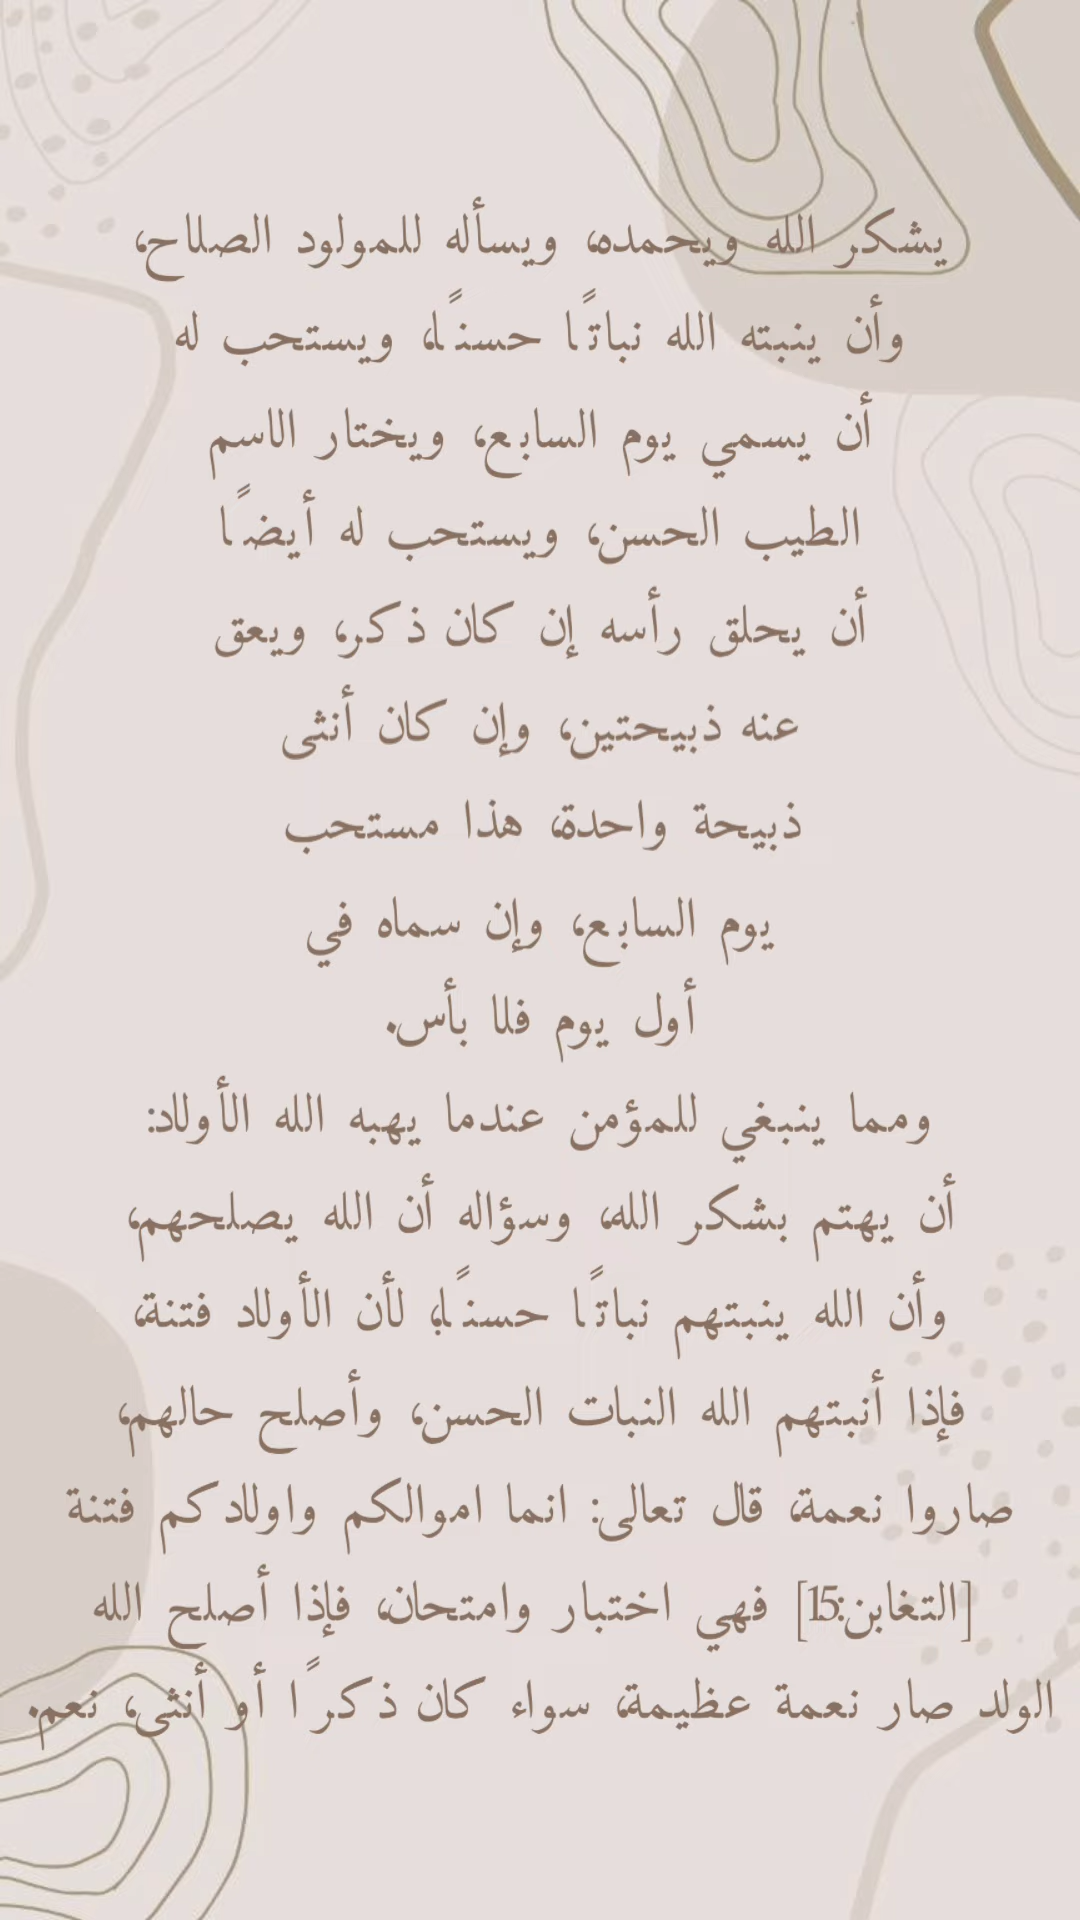 يشكر الله ويحمده، ويسأله للمولود الصلاح،
وأن ينبته الله نباتًا حسنًا، ويستحب له
أن يسمي يوم السابع، ويختار الاسم
الطيب الحسن، ويستحب له أيضًا
أن يحلق رأسه إن كان ذكر، ويعق
عنه ذبيحتين، وإن كان أنثى
ذبيحة واحدة، هذا مستحب
يوم السابع، وإن سماه في
أول يوم فلا بأس.
ومما ينبغي للمؤمن عندما يهبه الله الأولاد:
أن يهتم بشكر الله، وسؤاله أن الله يصلحهم،
وأن الله ينبتهم نباتًا حسنًا؛ لأن الأولاد فتنة،
فإذا أنبتهم الله النبات الحسن، وأصلح حالهم،
صاروا نعمة، قال تعالى: انما اموالكم واولادكم فتنة
[التغابن:15] فهي اختبار وامتحان، فإذا أصلح الله
الولد صار نعمة عظيمة، سواء كان ذكرًا أو أنثى، نعم.